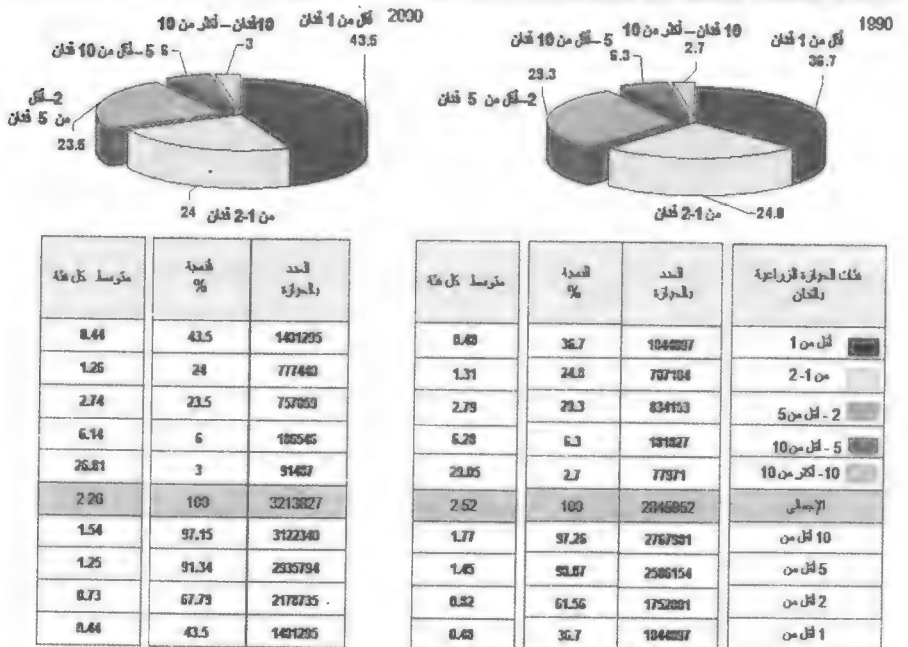 2000
أقل من 1 فدان
43.5
10 فدان – أكثر من 10
3
5 – أقل من 10 فدان
6
2 – أقل
من 5 فدان
23.5
من 1-2 فدان
24
1990
أقل من 1 فدان
36.7
10 فدان – أكثر من 10
2.7
5 – أقل من 10 فدان
6.3
29.3
2 – أقل من 5 فدان
من 1-2 فدان
24.8
فئات الحيازة الزراعية بالفدان العدد بالحيازة النسبة % متوسط كل فئة العدد بالحيازة النسبة % متوسط كل فئة
أقل من 1 1044897 36.7 0.48 1401295 43.5 0.44
من 1-2 707104 24.8 1.31 777440 24 1.26
2 - أقل من 5 834153 29.3 2.79 757059 23.5 2.74
5 - أقل من 10 181827 6.3 6.28 186546 6 6.14
10- أكثر من 10 77971 2.7 29.05 91487 3 26.81
الإجمالى 2845952 100 2.52 3213827 100 2.26
10 أقل من 2767981 97.26 1.77 3122340 97.15 1.54
5 أقل من 2586154 90.87 1.45 2935794 91.34 1.25
2 أقل من 1752001 61.56 0.82 2178735 67.79 0.73
1 أقل من 1044897 36.7 0.48 1401295 43.5 0.44